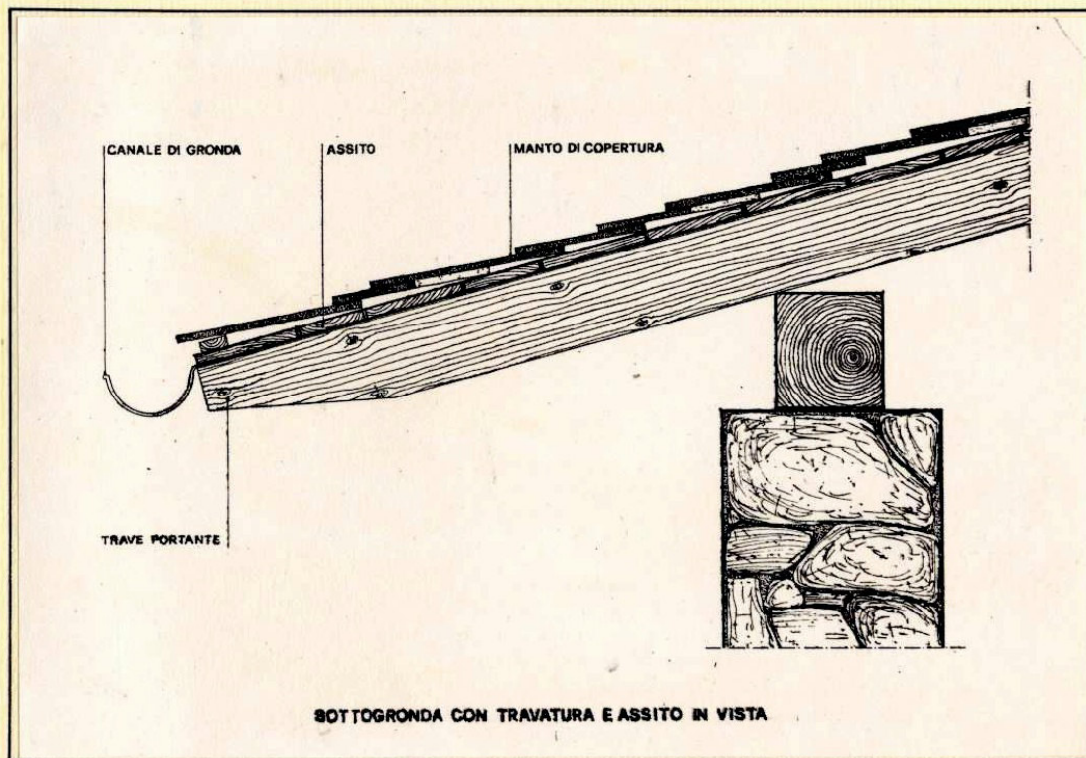 CANALE DI GRONDA
ASSITO
MANTO DI COPERTURA
TRAVE PORTANTE
SOTTOGRONDA CON TRAVATURA E ASSITO IN VISTA